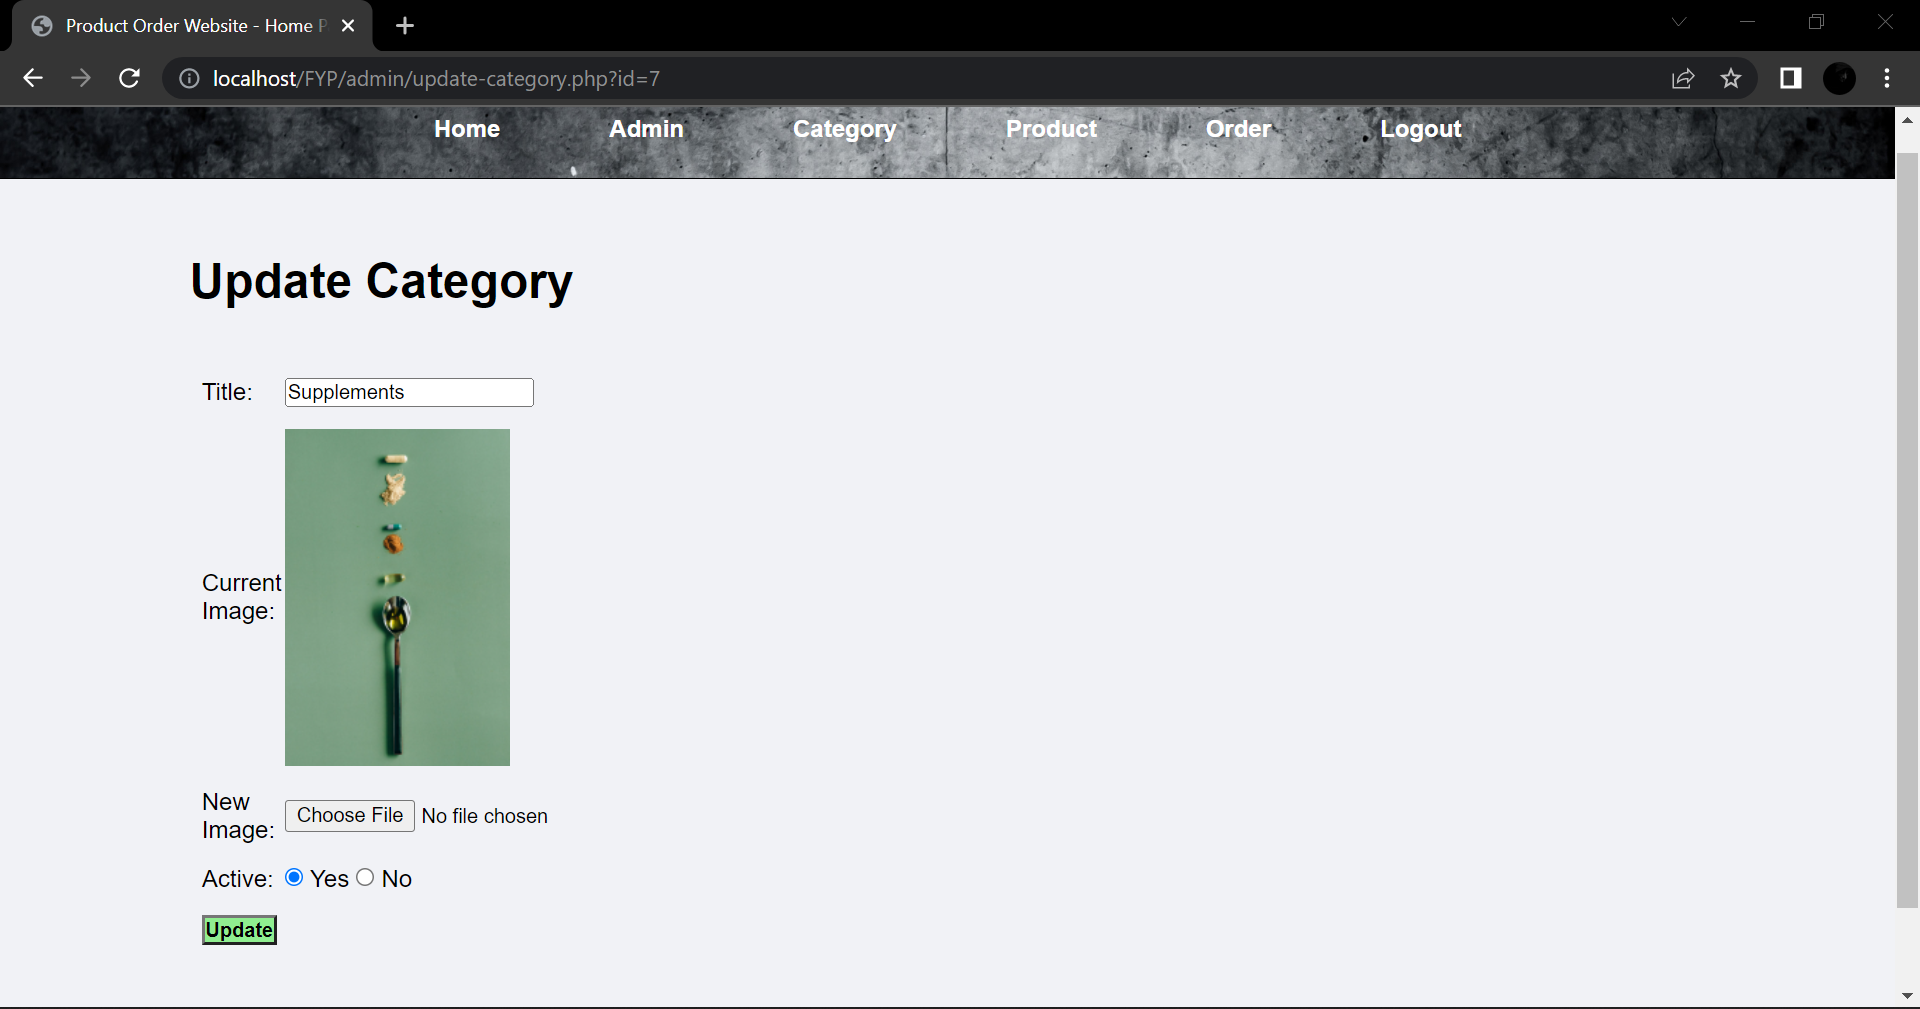 Product Order Website - Home P
localhost/FYP/admin/update-category.php?id=7
Home Admin Category Product Order Logout
Update Category
Title: Supplements
Current
Image:
New
Image:
Choose File No file chosen
Active: Yes No
Update